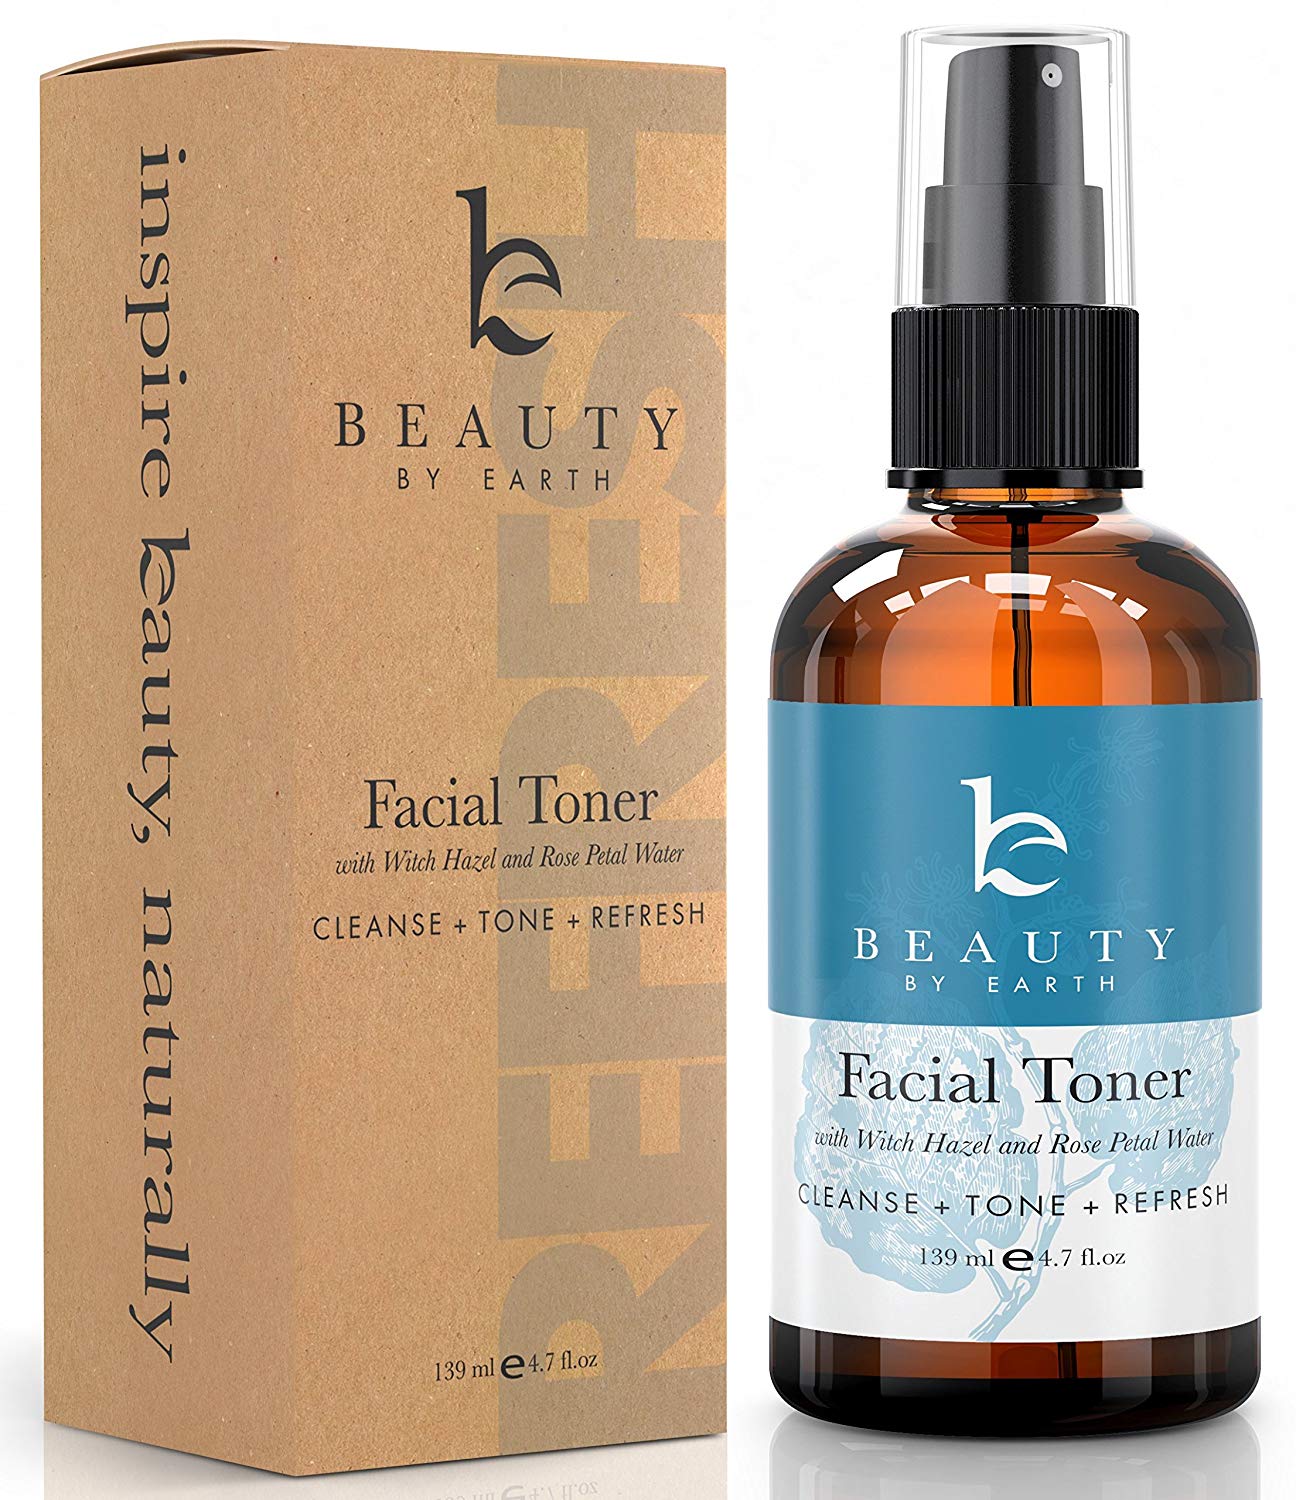 inspire beauty, naturally
REFRESH
BEAUTY
BY EARTH
Facial Toner
with Witch Hazel and Rose Petal Water
CLEANSE + TONE + REFRESH
139 ml e 4.7 fl.oz
BEAUTY
BY EARTH
Facial Toner
with Witch Hazel and Rose Petal Water
CLEANSE + TONE + REFRESH
139 ml e 4.7 fl.oz